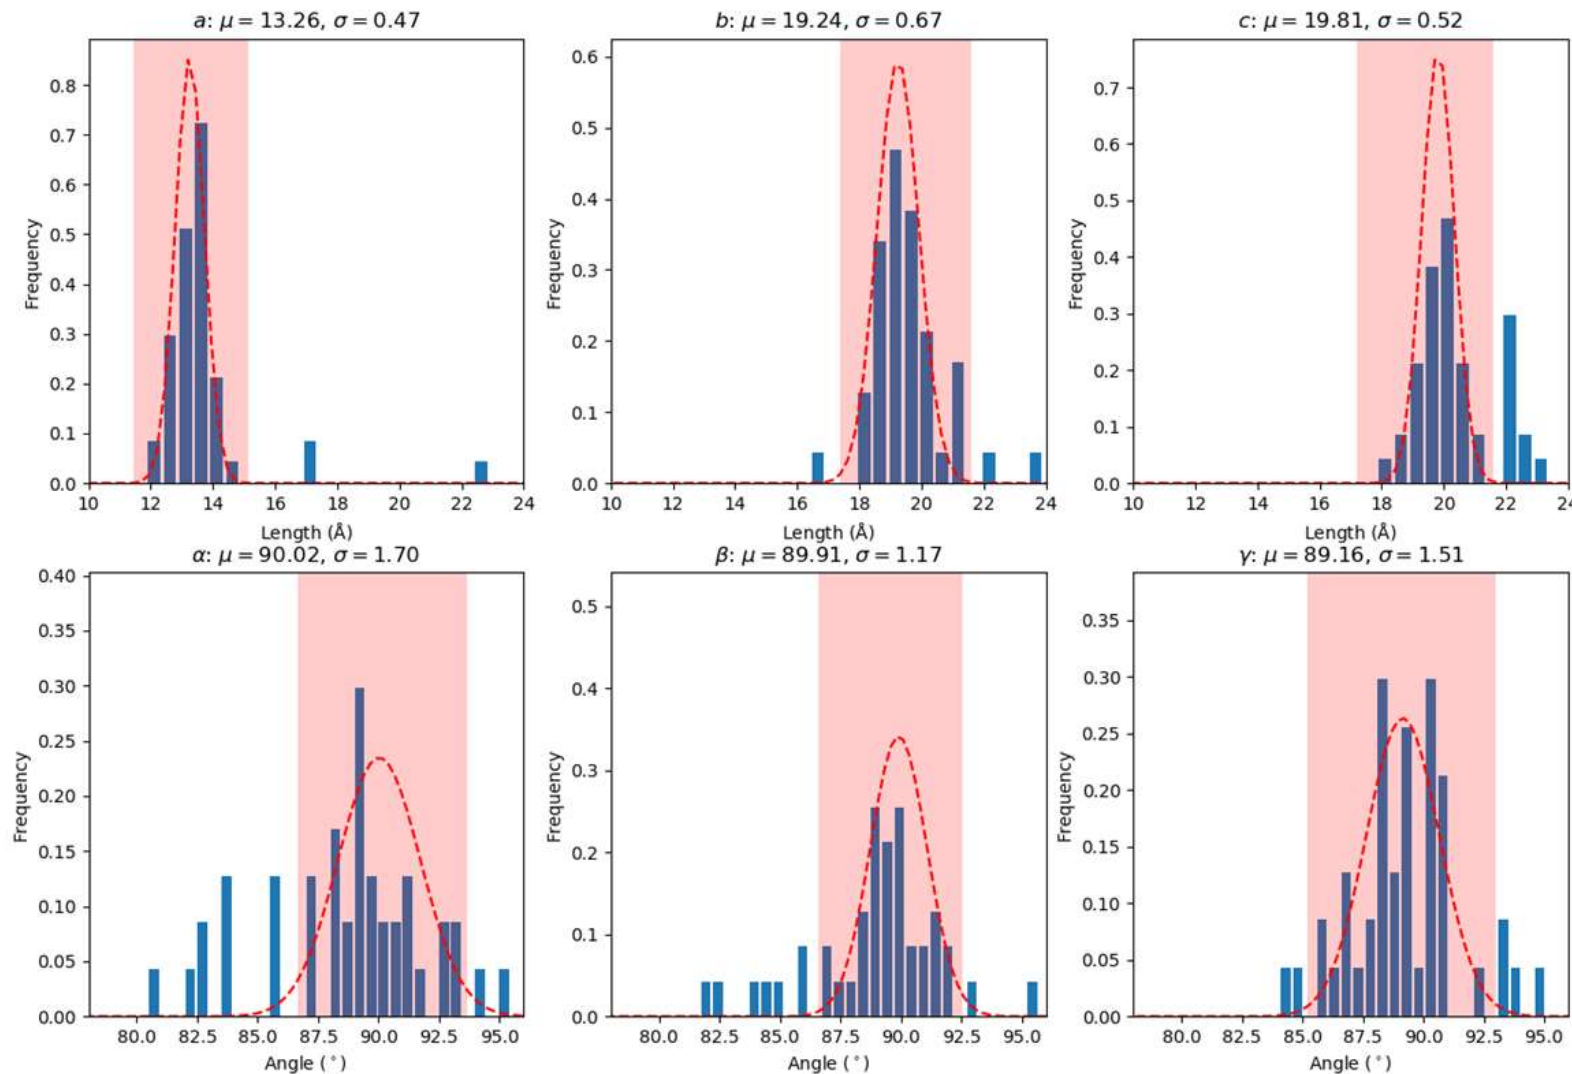 a: μ = 13.26, σ = 0.47
b: μ = 19.24, σ = 0.67
c: μ = 19.81, σ = 0.52
0.8
0.7
0.6
0.5
0.4
0.3
0.2
0.1
0.0
Frequency
10 12 14 16 18 20 22 24
Length (Å)
0.6
0.5
0.4
0.3
0.2
0.1
0.0
Frequency
10 12 14 16 18 20 22 24
Length (Å)
0.7
0.6
0.5
0.4
0.3
0.2
0.1
0.0
Frequency
10 12 14 16 18 20 22 24
Length (Å)
α: μ = 90.02, σ = 1.70
β: μ = 89.91, σ = 1.17
γ: μ = 89.16, σ = 1.51
0.40
0.35
0.30
0.25
0.20
0.15
0.10
0.05
0.00
Frequency
80.0 82.5 85.0 87.5 90.0 92.5 95.0
Angle (°)
0.5
0.4
0.3
0.2
0.1
0.0
Frequency
80.0 82.5 85.0 87.5 90.0 92.5 95.0
Angle (°)
0.35
0.30
0.25
0.20
0.15
0.10
0.05
0.00
Frequency
80.0 82.5 85.0 87.5 90.0 92.5 95.0
Angle (°)